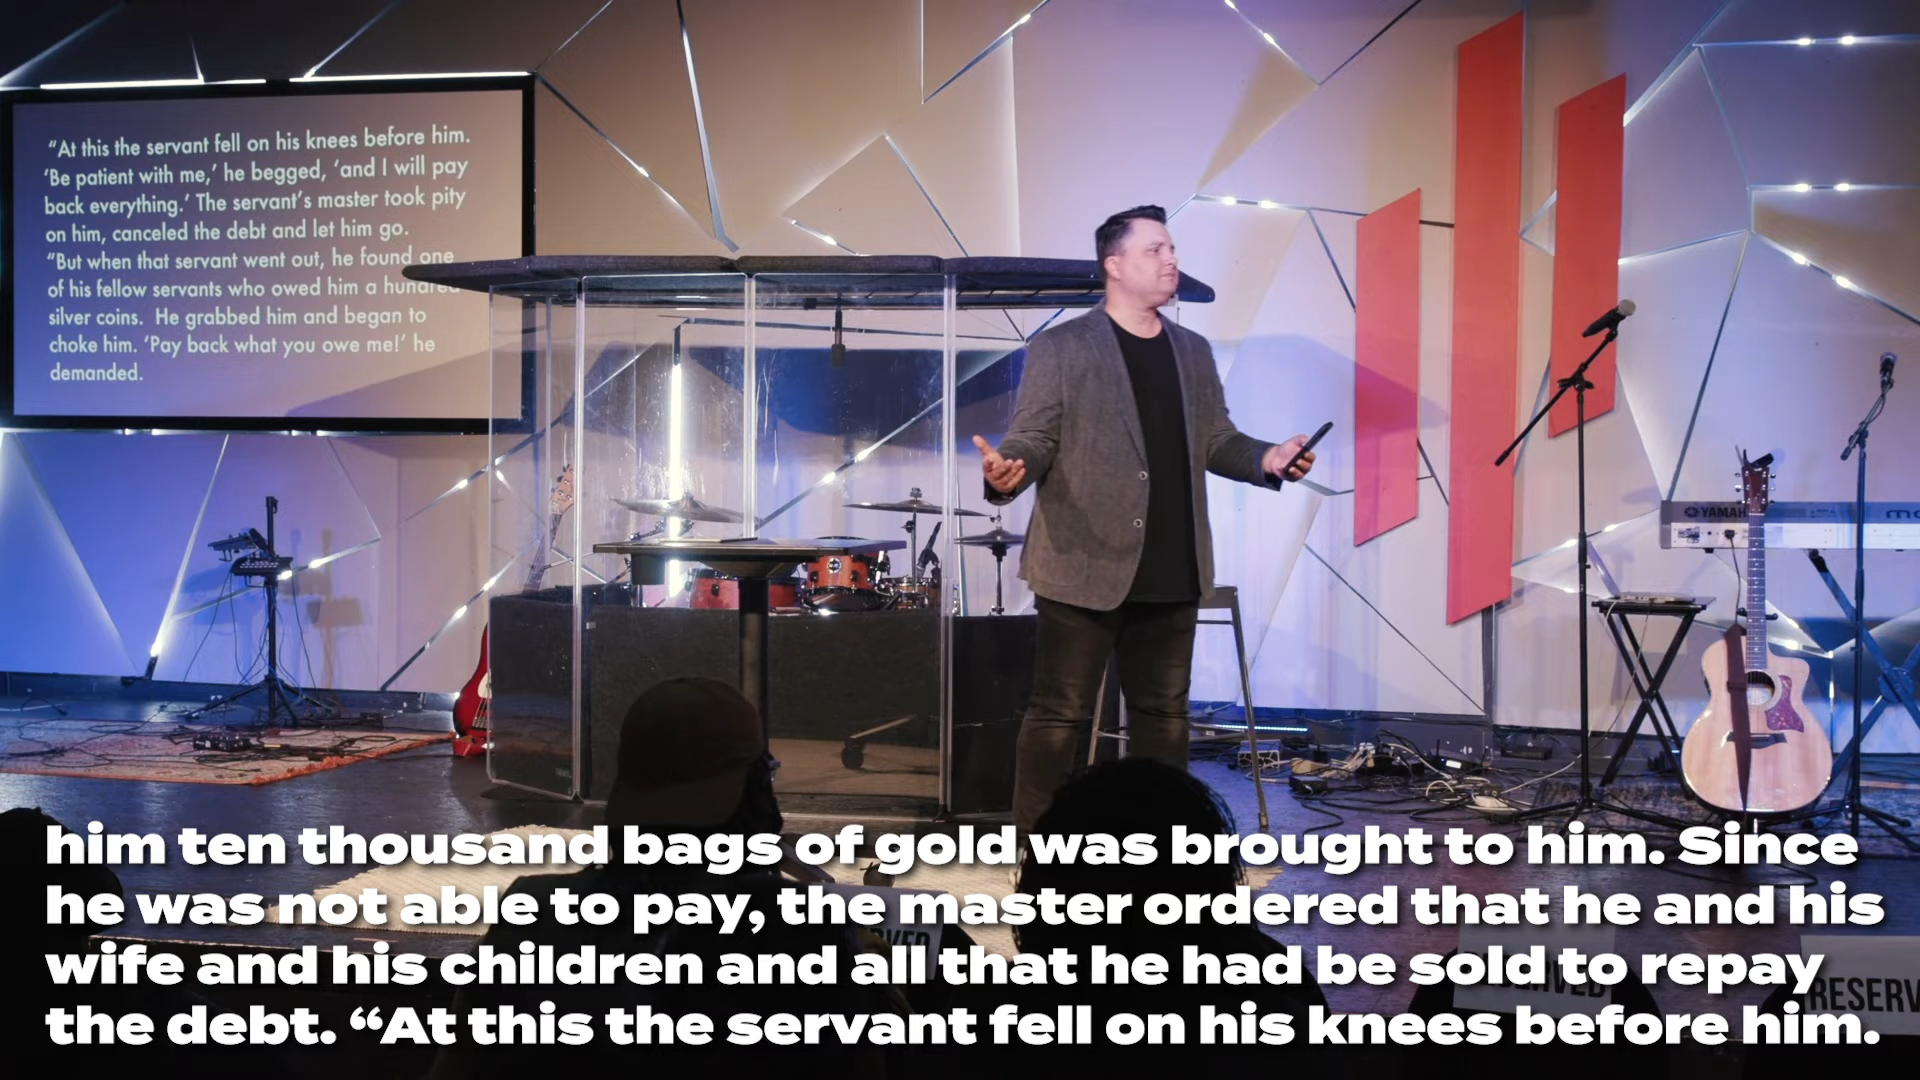 “At this the servant fell on his knees before him.
‘Be patient with me,’ he begged, ‘and I will pay
back everything.’ The servant’s master took pity
on him, canceled the debt and let him go.
“But when that servant went out, he found one
of his fellow servants who owed him a hundred
silver coins. He grabbed him and began to
choke him. ‘Pay back what you owe me!’ he
demanded.
YAMAHA
him ten thousand bags of gold was brought to him. Since
he was not able to pay, the master ordered that he and his
wife and his children and all that he had be sold to repay
the debt. “At this the servant fell on his knees before him.